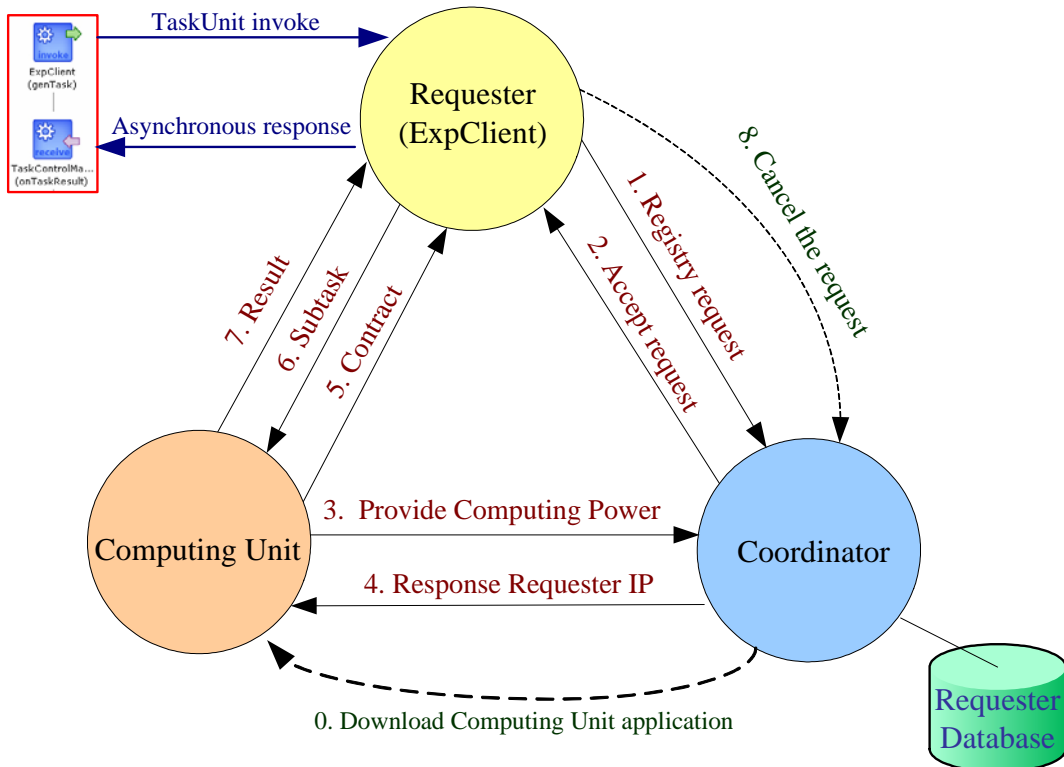 TaskUnit invoke
invoke
ExpClient
(genTask)
Asynchronous response
receive
TaskControlMa...
(onTaskResult)
Requester
(ExpClient)
8. Cancel the request
1. Registry request
2. Accept request
7. Result
6. Subtask
5. Contract
3. Provide Computing Power
Computing Unit
Coordinator
4. Response Requester IP
0. Download Computing Unit application
Requester
Database